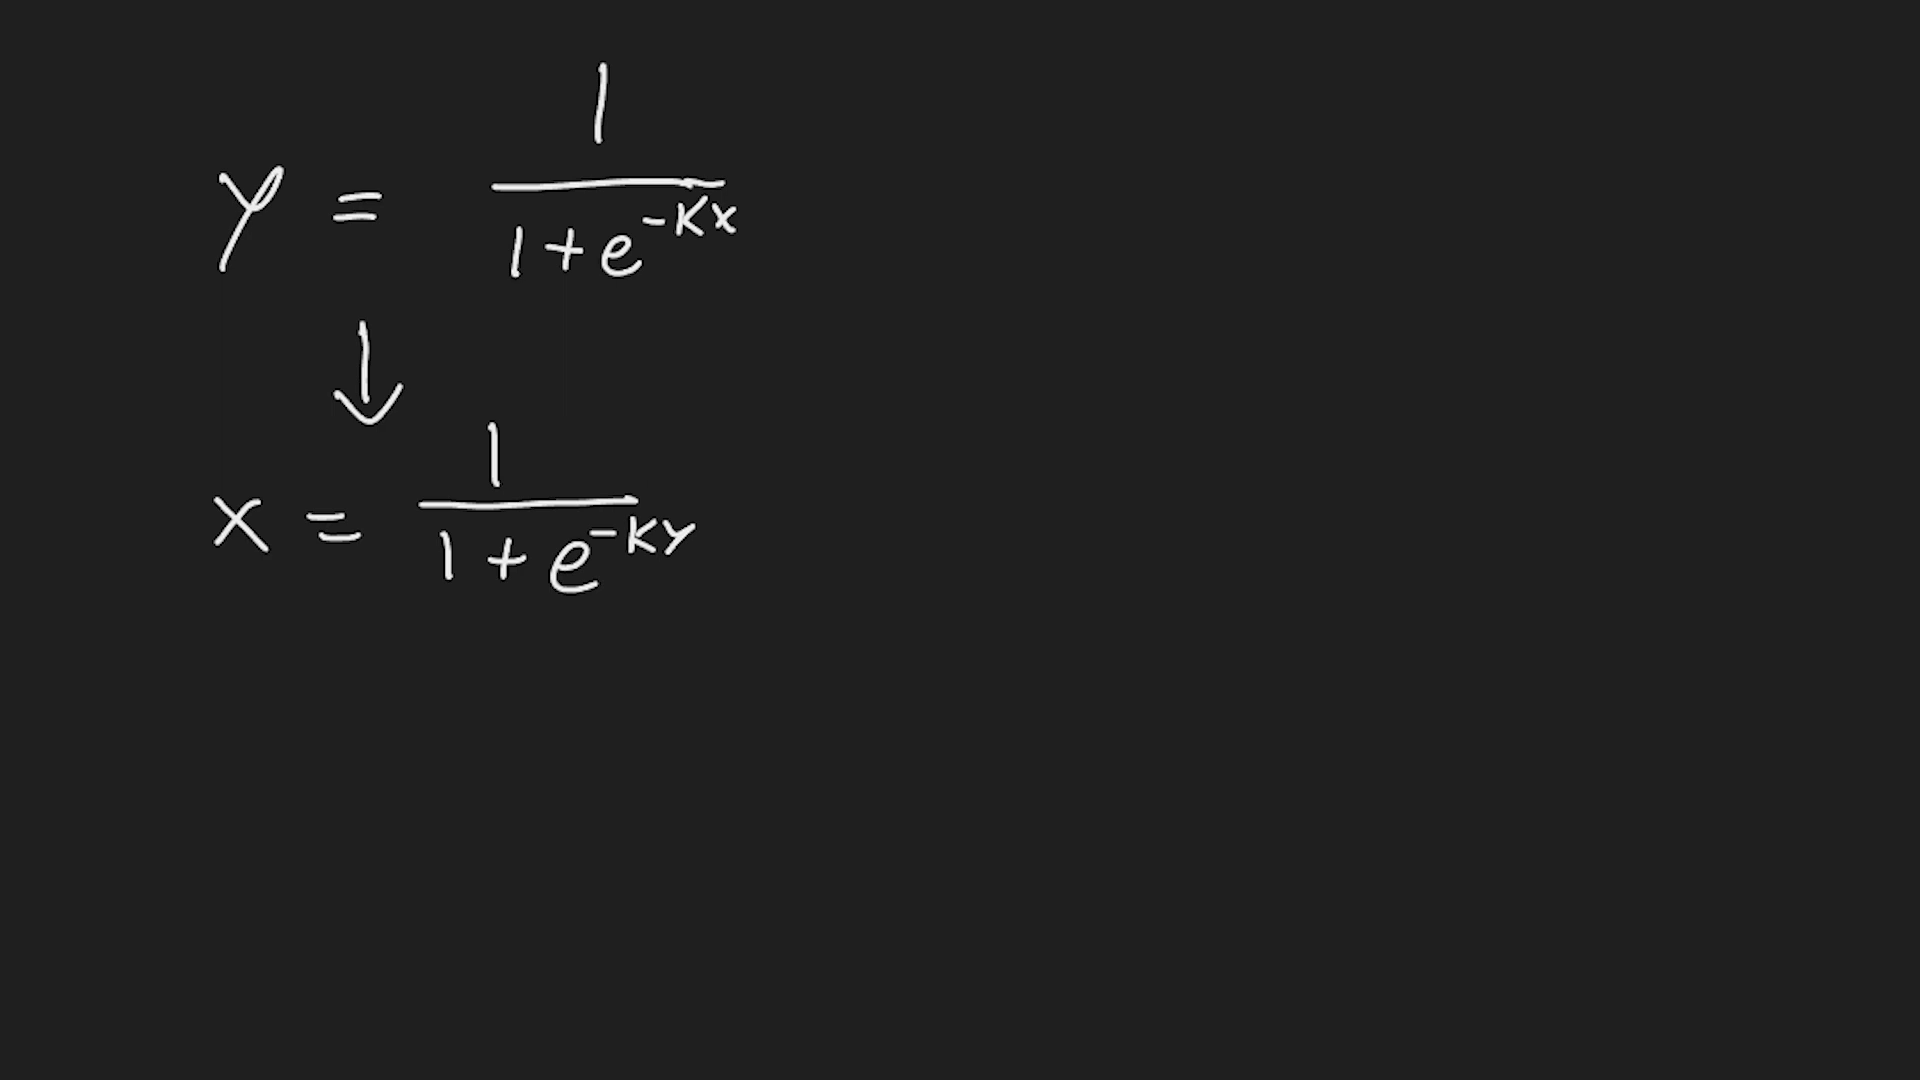 y = 1 / (1 + e^{-Kx})
↓
x = 1 / (1 + e^{-Ky})